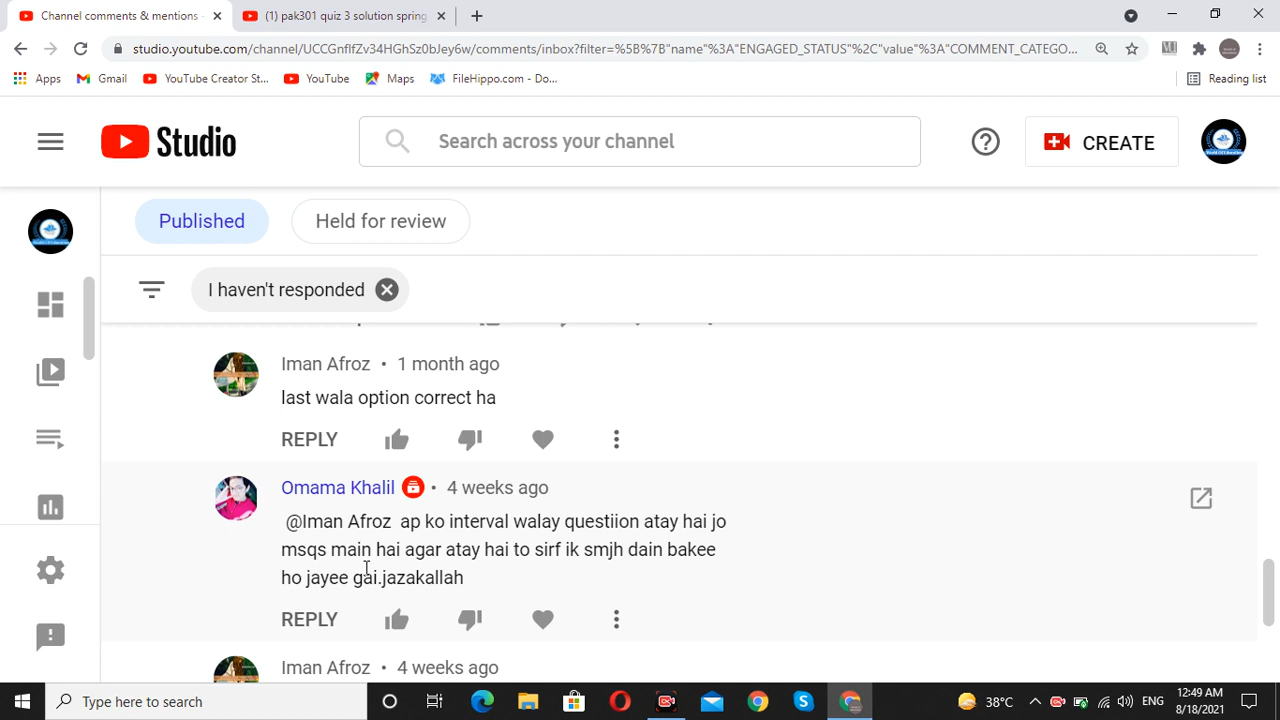 Channel comments & mentions -
(1) pak301 quiz 3 solution spring
studio.youtube.com/channel/UCCGnflfZv34HGhSz0bJey6w/comments/inbox?filter=%5B%7B"name"%3A"ENGAGED_STATUS"%2C"value"%3A"COMMENT_CATEGO...
Apps
Gmail
YouTube Creator St...
YouTube
Maps
FileHippo.com - Do...
Reading list
Studio
Search across your channel
CREATE
Published
Held for review
I haven't responded
Iman Afroz • 1 month ago
last wala option correct ha
REPLY
Omama Khalil • 4 weeks ago
@Iman Afroz ap ko interval walay questiion atay hai jo
msqs main hai agar atay hai to sirf ik smjh dain bakee
ho jayee gai.jazakallah
REPLY
Iman Afroz • 4 weeks ago
Type here to search
38°C
ENG
12:49 AM
8/18/2021